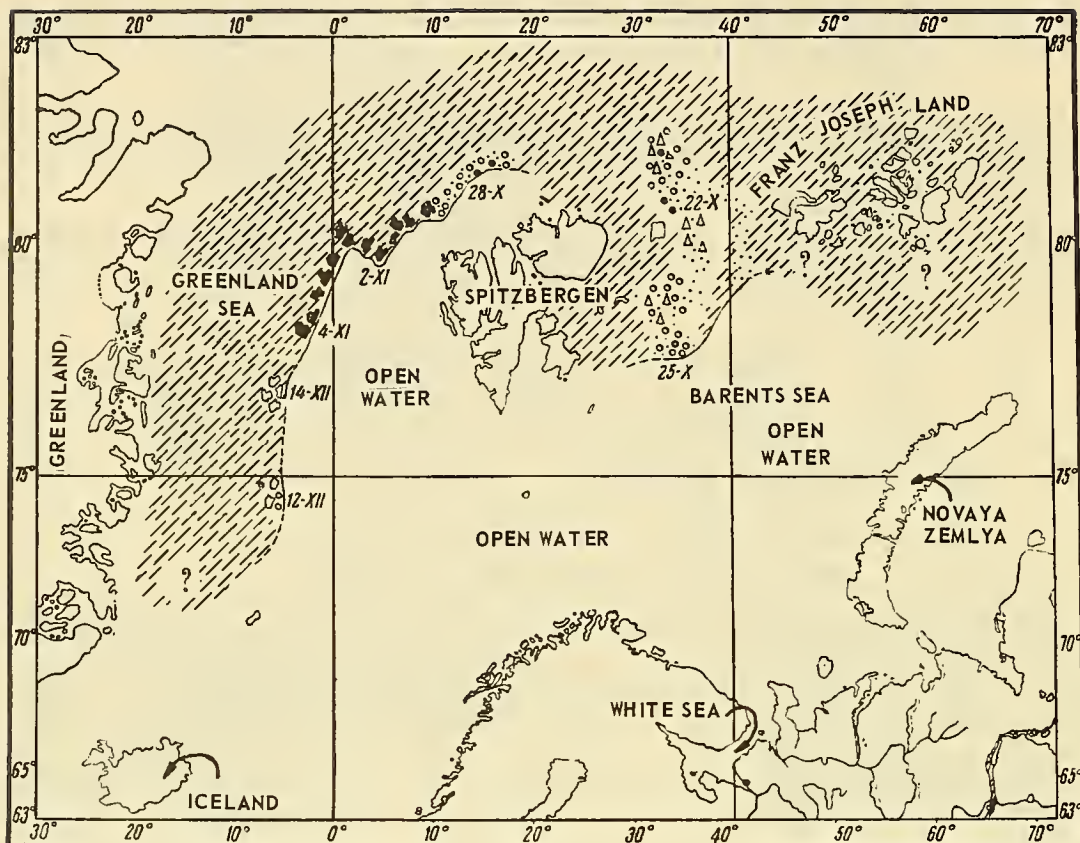 30° 20° 10° 0° 10° 20° 30° 40° 50° 60° 70°
83° 83°
FRANZ JOSEPH LAND
28-X
22-X
80° 80°
2-XI
? ?
GREENLAND
SEA
SPITZBERGEN
4-XI
GREENLAND
OPEN
WATER
25-X
14-XII
BARENTS SEA
OPEN
WATER
75° 75°
12-XII
NOVAYA
ZEMLYA
OPEN WATER
?
70° 70°
WHITE SEA
65° 65°
ICELAND
63° 63°
30° 20° 10° 0° 10° 20° 30° 40° 50° 60° 70°